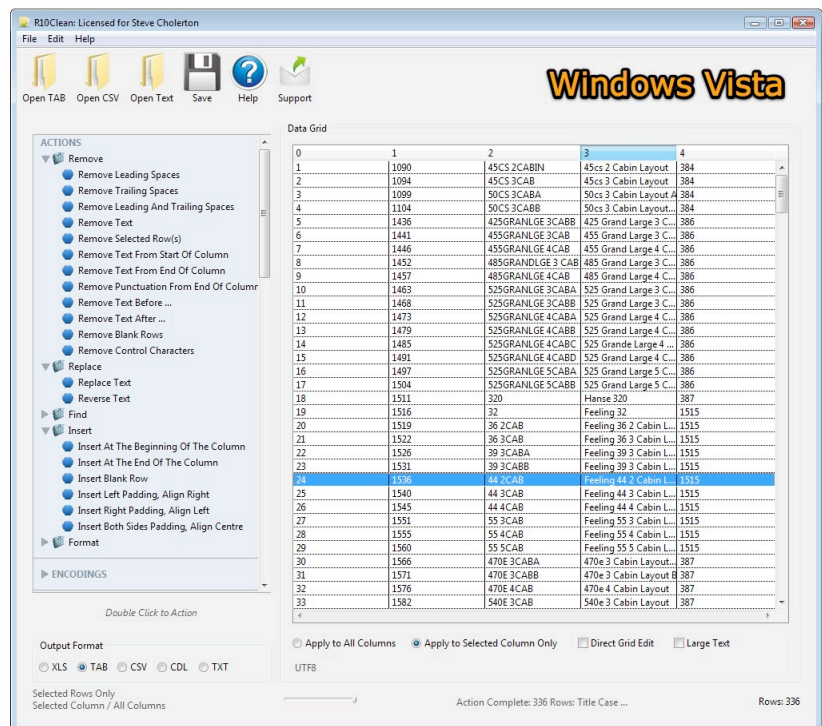 R10Clean: Licensed for Steve Cholerton
File Edit Help
Open TAB Open CSV Open Text Save Help Support
Windows Vista
ACTIONS
Remove
Remove Leading Spaces
Remove Trailing Spaces
Remove Leading And Trailing Spaces
Remove Text
Remove Selected Row(s)
Remove Text From Start Of Column
Remove Text From End Of Column
Remove Punctuation From End Of Column
Remove Text Before ...
Remove Text After ...
Remove Blank Rows
Remove Control Characters
Replace
Replace Text
Reverse Text
Find
Insert
Insert At The Beginning Of The Column
Insert At The End Of The Column
Insert Blank Row
Insert Left Padding, Align Right
Insert Right Padding, Align Left
Insert Both Sides Padding, Align Centre
Format
ENCODINGS
Double Click to Action
Output Format
XLS TAB CSV CDL TXT
Selected Rows Only
Selected Column / All Columns
Data Grid
0 1 2 3 4
1 1090 45CS 2CABIN 45cs 2 Cabin Layout 384
2 1094 45CS 3CAB 45cs 3 Cabin Layout 384
3 1099 50CS 3CABA 50cs 3 Cabin Layout A 384
4 1104 50CS 3CABB 50cs 3 Cabin Layout... 384
5 1436 425GRANLGE 3CABB 425 Grand Large 3 C... 386
6 1441 455GRANLGE 3CAB 455 Grand Large 3 C... 386
7 1446 455GRANLGE 4CAB 455 Grand Large 4 C... 386
8 1452 485GRANDLGE 3 CAB 485 Grand Large 3 C... 386
9 1457 485GRANLGE 4CAB 485 Grand Large 4 C... 386
10 1463 525GRANLGE 3CABA 525 Grand Large 3 C... 386
11 1468 525GRANLGE 3CABB 525 Grand Large 3 C... 386
12 1473 525GRANLGE 4CABA 525 Grand Large 4 C... 386
13 1479 525GRANLGE 4CABB 525 Grand Large 4 C... 386
14 1485 525GRANLGE 4CABC 525 Grande Large 4 ... 386
15 1491 525GRANLGE 4CABD 525 Grand Large 4 C... 386
16 1497 525GRANLGE 5CABA 525 Grand Large 5 C... 386
17 1504 525GRANLGE 5CABB 525 Grand Large 5 C... 386
18 1511 320 Hanse 320 387
19 1516 32 Feeling 32 1515
20 1519 36 2CAB Feeling 36 2 Cabin L... 1515
21 1522 36 3CAB Feeling 36 3 Cabin L... 1515
22 1526 39 3CABA Feeling 39 3 Cabin L... 1515
23 1531 39 3CABB Feeling 39 3 Cabin L... 1515
24 1536 44 2CAB Feeling 44 2 Cabin L... 1515
25 1540 44 3CAB Feeling 44 3 Cabin L... 1515
26 1545 44 4CAB Feeling 44 4 Cabin L... 1515
27 1551 55 3CAB Feeling 55 3 Cabin L... 1515
28 1555 55 4CAB Feeling 55 4 Cabin L... 1515
29 1560 55 5CAB Feeling 55 5 Cabin L... 1515
30 1566 470E 3CABA 470e 3 Cabin Layout... 387
31 1571 470E 3CABB 470e 3 Cabin Layout B 387
32 1576 470E 4CAB 470e 4 Cabin Layout 387
33 1582 540E 3CAB 540e 3 Cabin Layout 387
Apply to All Columns Apply to Selected Column Only Direct Grid Edit Large Text
UTF8
Action Complete: 336 Rows: Title Case ... Rows: 336